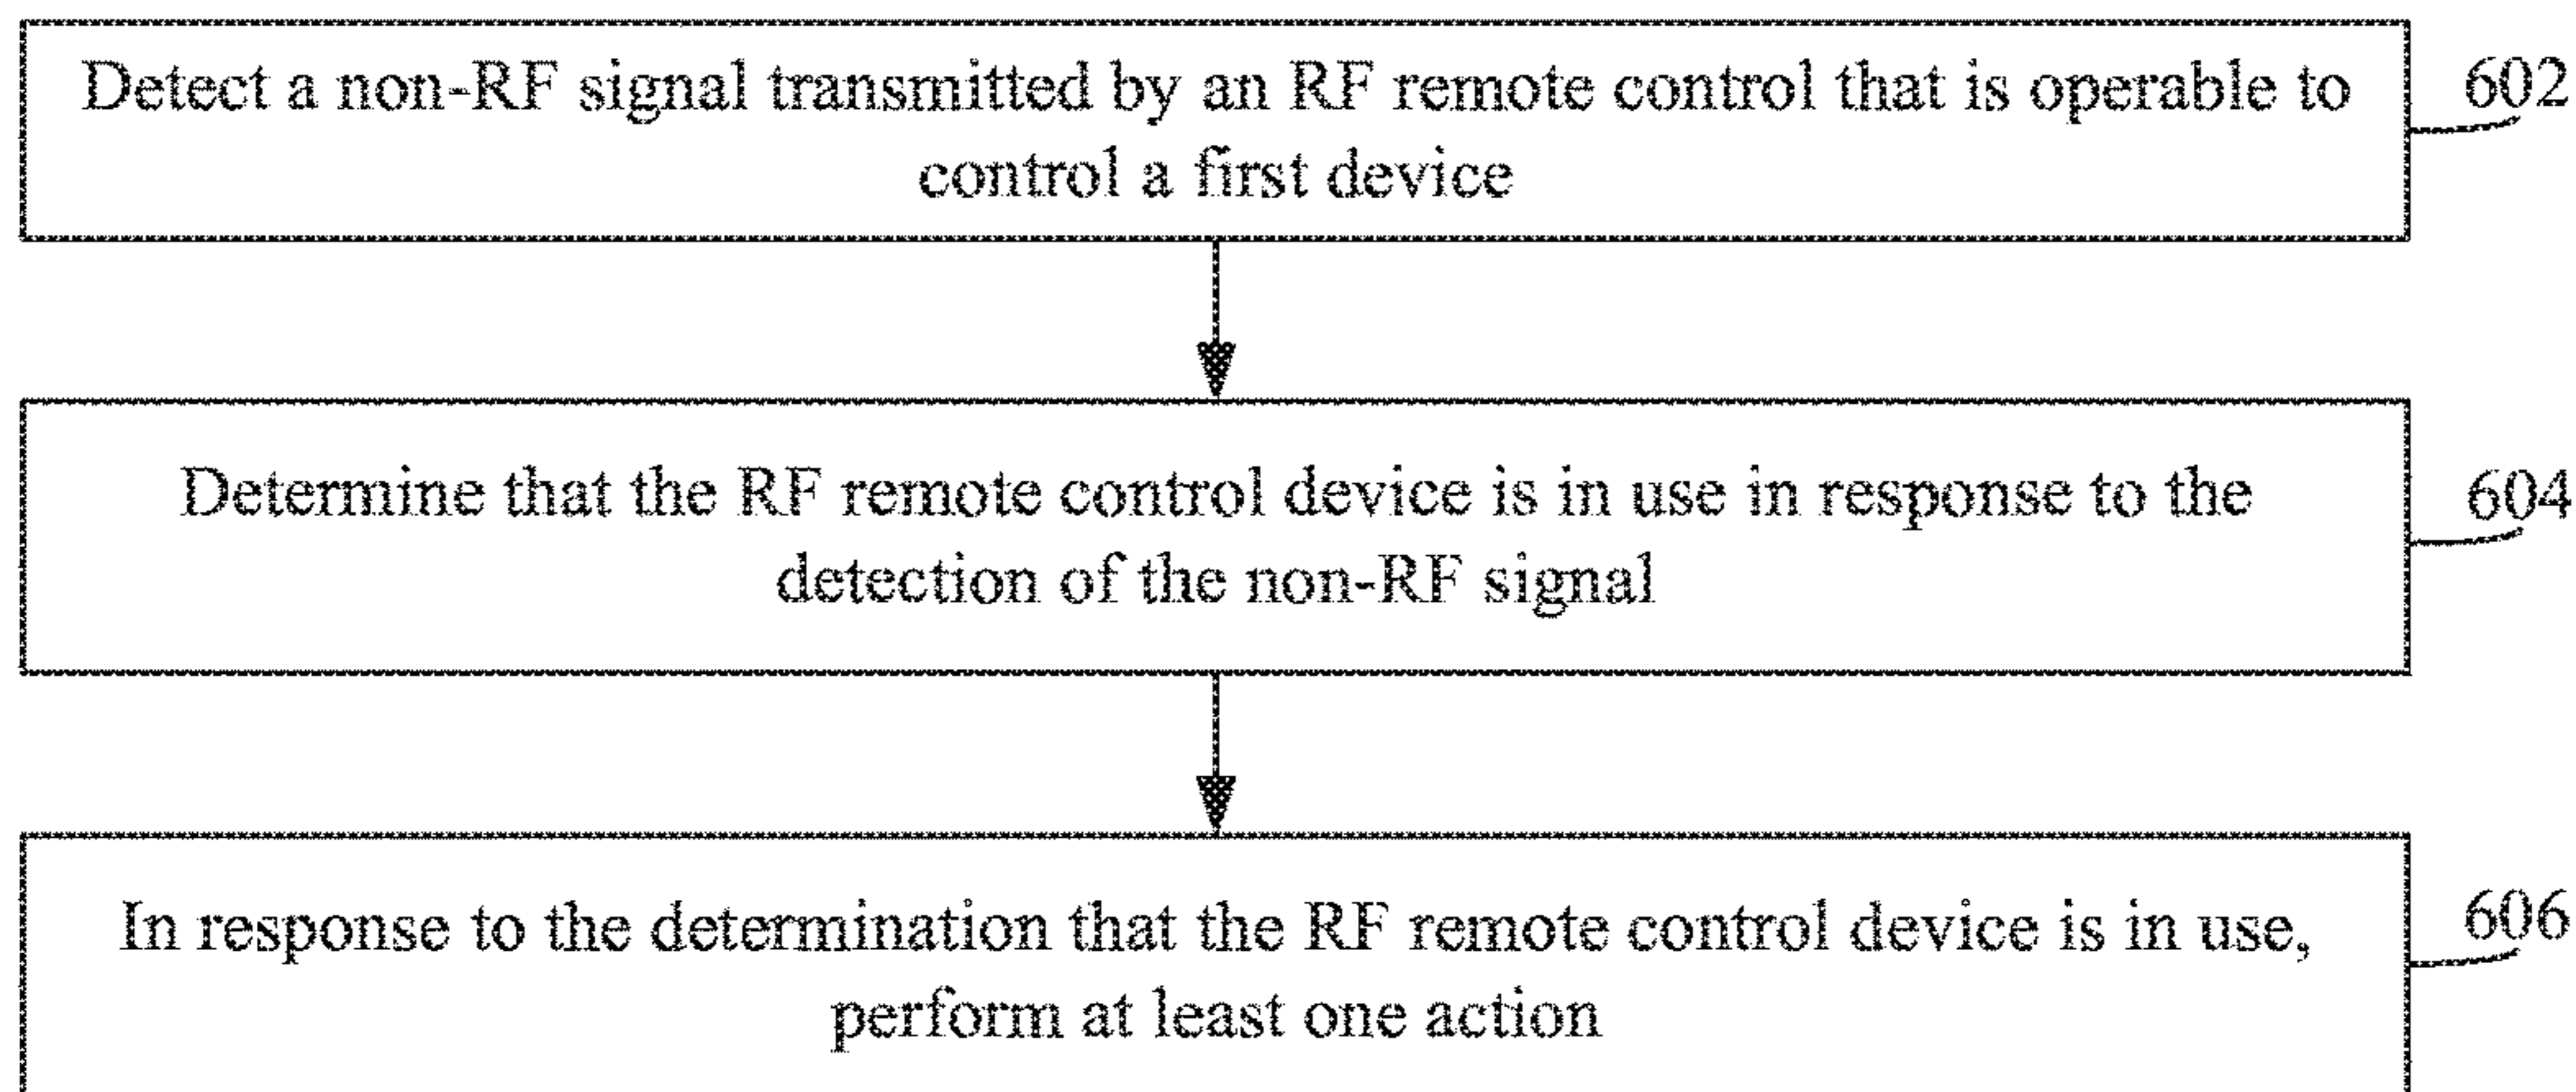 Detect a non-RF signal transmitted by an RF remote control that is operable to
602
control a first device
Determine that the RF remote control device is in use in response to the
604
detection of the non-RF signal
In response to the determination that the RF remote control device is in use,
606
perform at least one action